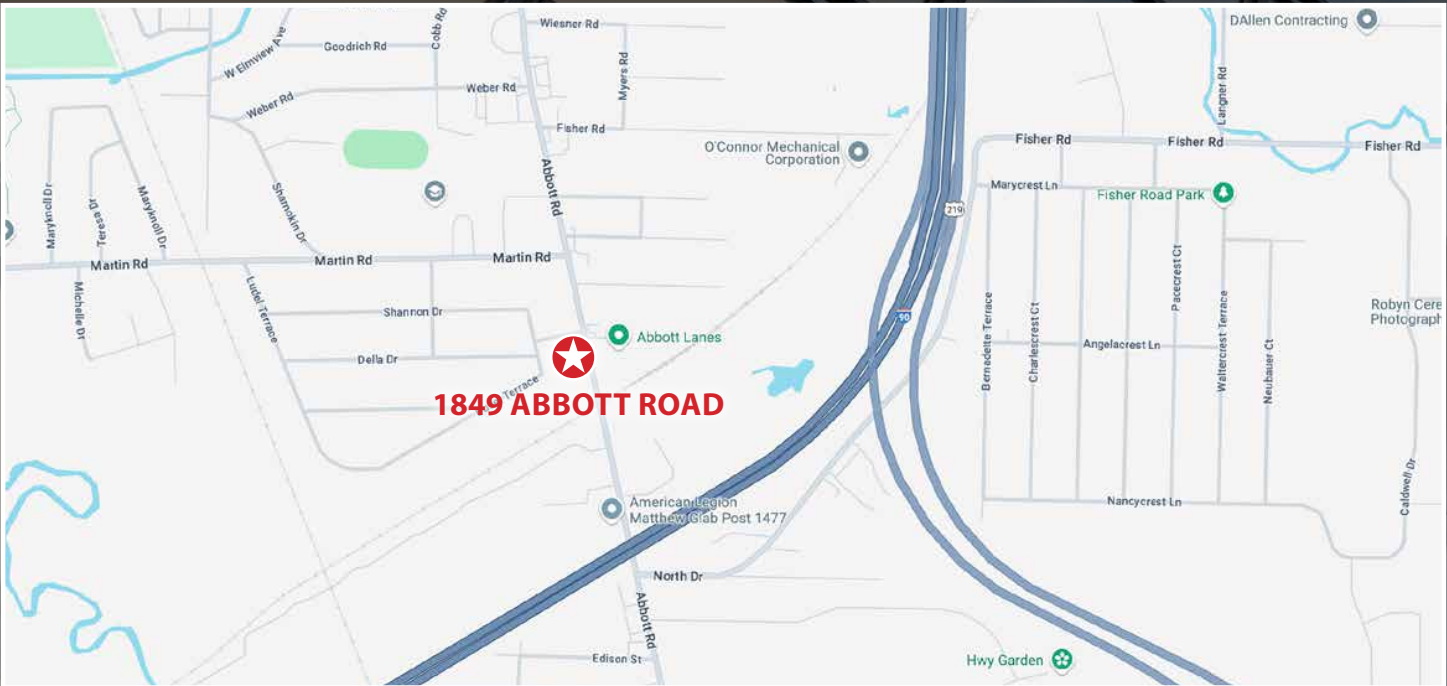 DAllen Contracting
Wiesner Rd
Cobb Rd
Goodrich Rd
W Elmview Ave
Myers Rd
Langner Rd
Weber Rd
Weber Rd
Fisher Rd
Fisher Rd
Fisher Rd
Fisher Rd
O'Connor Mechanical
Corporation
Abbott Rd
Marycrest Ln
Fisher Road Park
Maryknoll Dr
Terese Dr
Maryknoll Dr
Shamokin Dr
219
Martin Rd
Martin Rd
Martin Rd
Pacecrest Ct
Michelle Dr
Ludel Terrace
Shannon Dr
90
Robyn Cere
Photograph
Abbott Lanes
Bernadette Terrace
Charlescrest Ct
Angelacrest Ln
Waltercrest Terrace
Neubauer Ct
Della Dr
Terrace
1849 ABBOTT ROAD
American Legion
Matthew Glab Post 1477
Nancycrest Ln
Caldwell Dr
North Dr
Abbott Rd
Edison St
Hwy Garden